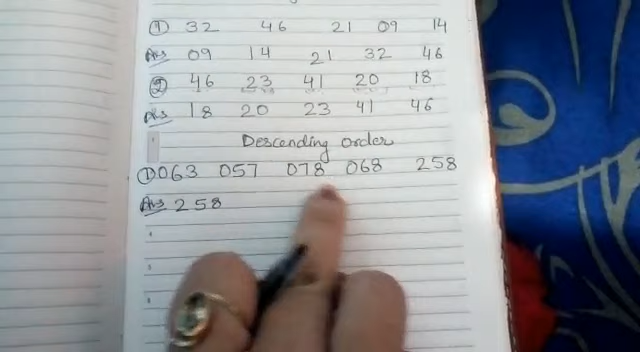 ① 32 46 21 09 14
Ans 09 14 21 32 46
② 46 23 41 20 18
Ans 18 20 23 41 46
Descending order
① 063 057 078 068 258
Ans 258